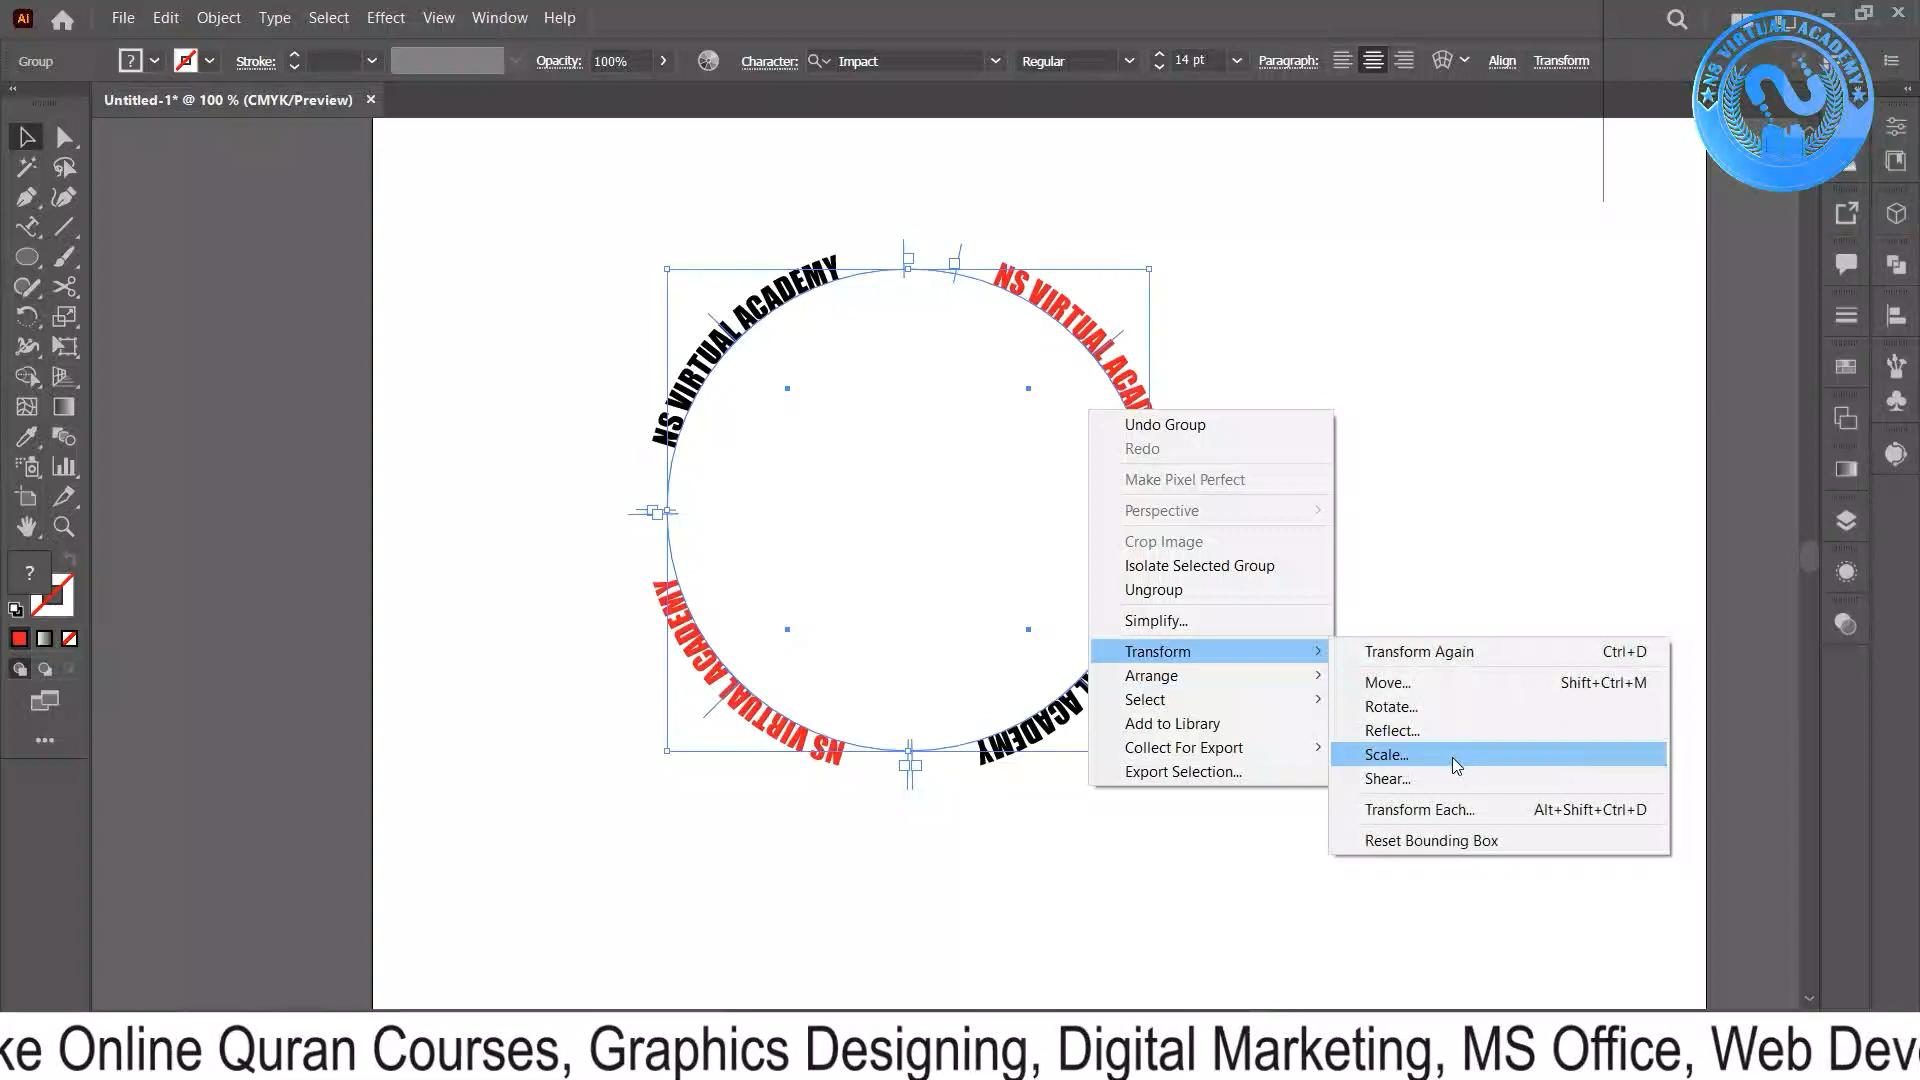 Ai File Edit Object Type Select Effect View Window Help
Group ? Stroke: Opacity: 100% Character: Impact Regular 14 pt Paragraph: Align Transform
Untitled-1* @ 100 % (CMYK/Preview)
NS VIRTUAL ACADEMY
NS VIRTUAL ACADEMY
NS VIRTUAL ACAD
Undo Group
Redo
Make Pixel Perfect
Perspective
Crop Image
Isolate Selected Group
Ungroup
Simplify...
Transform
Arrange
Select
Add to Library
Collect For Export
Export Selection...
Transform Again Ctrl+D
Move... Shift+Ctrl+M
Rotate...
Reflect...
Scale...
Shear...
Transform Each... Alt+Shift+Ctrl+D
Reset Bounding Box
?
NS VIRTUAL ACADEMY
L ACADEMY
ke Online Quran Courses, Graphics Designing, Digital Marketing, MS Office, Web Dev